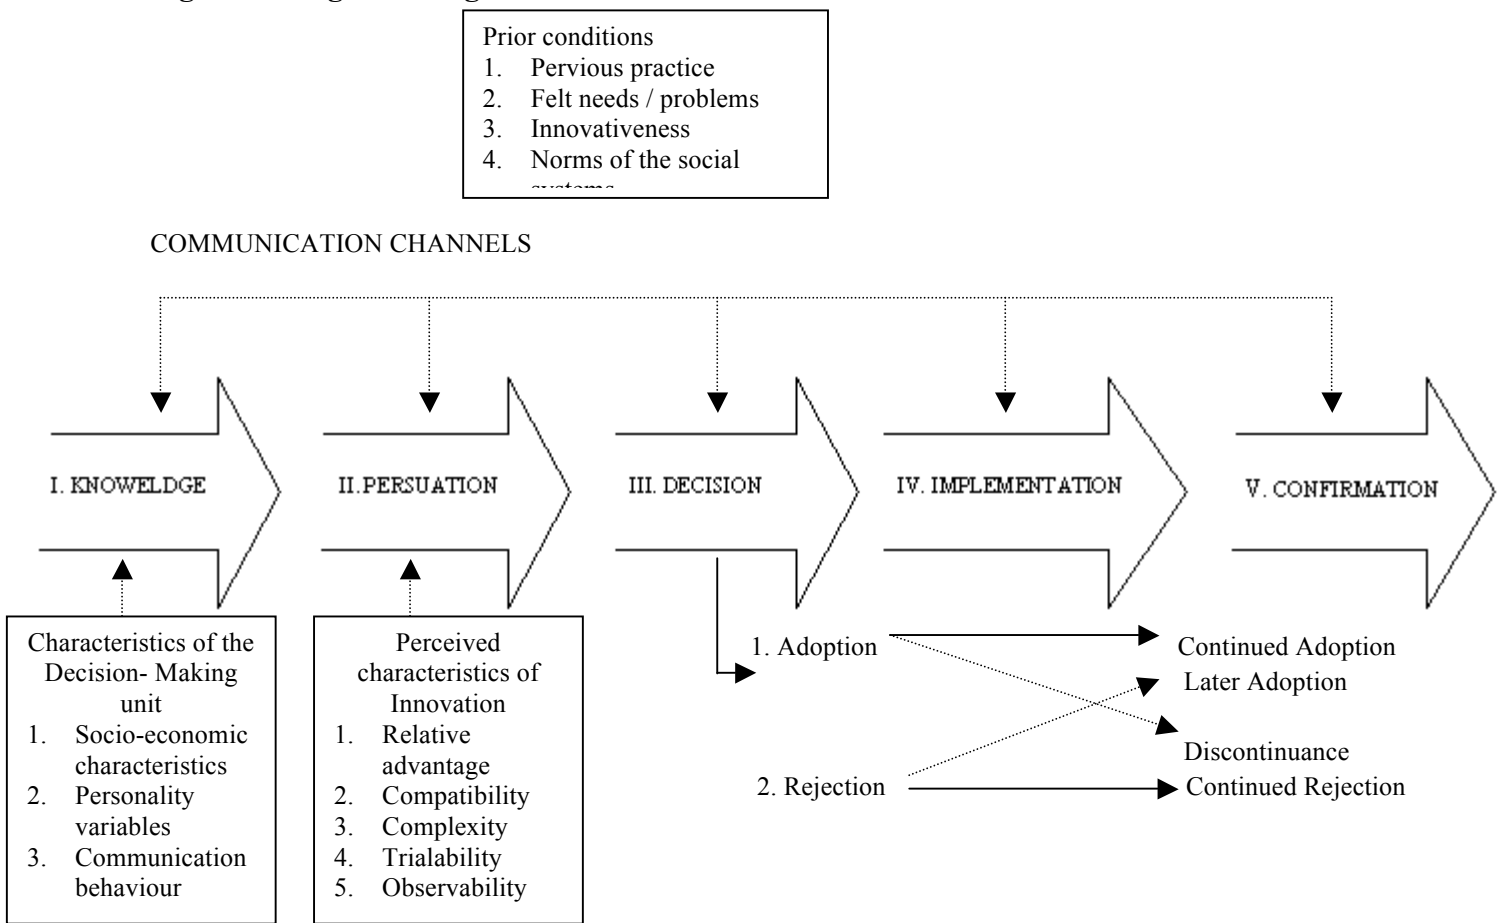 Prior conditions
1. Pervious practice
2. Felt needs / problems
3. Innovativeness
4. Norms of the social
systems
COMMUNICATION CHANNELS
I. KNOWELDGE
II. PERSUATION
III. DECISION
IV. IMPLEMENTATION
V. CONFIRMATION
Characteristics of the
Decision- Making
unit
1. Socio-economic
characteristics
2. Personality
variables
3. Communication
behaviour
Perceived
characteristics of
Innovation
1. Relative
advantage
2. Compatibility
3. Complexity
4. Trialability
5. Observability
1. Adoption
2. Rejection
Continued Adoption
Later Adoption
Discontinuance
Continued Rejection